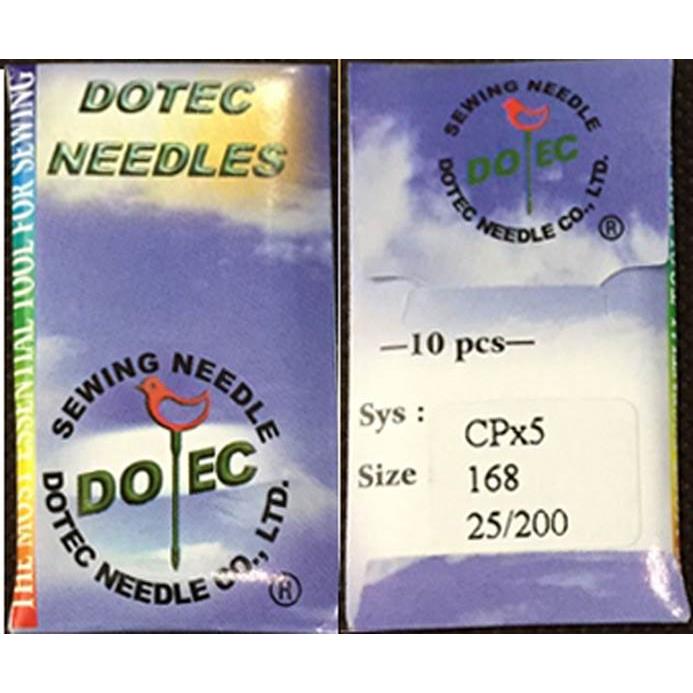 DOTEC
NEEDLES
THE MOST ESSENTIAL TOOL FOR SEWING
SEWING NEEDLE
DOTEC
DOTEC NEEDLE CO., LTD.
®
SEWING NEEDLE
DOTEC
DOTEC NEEDLE CO., LTD.
®
—10 pcs—
Sys :
CPx5
Size
168
25/200